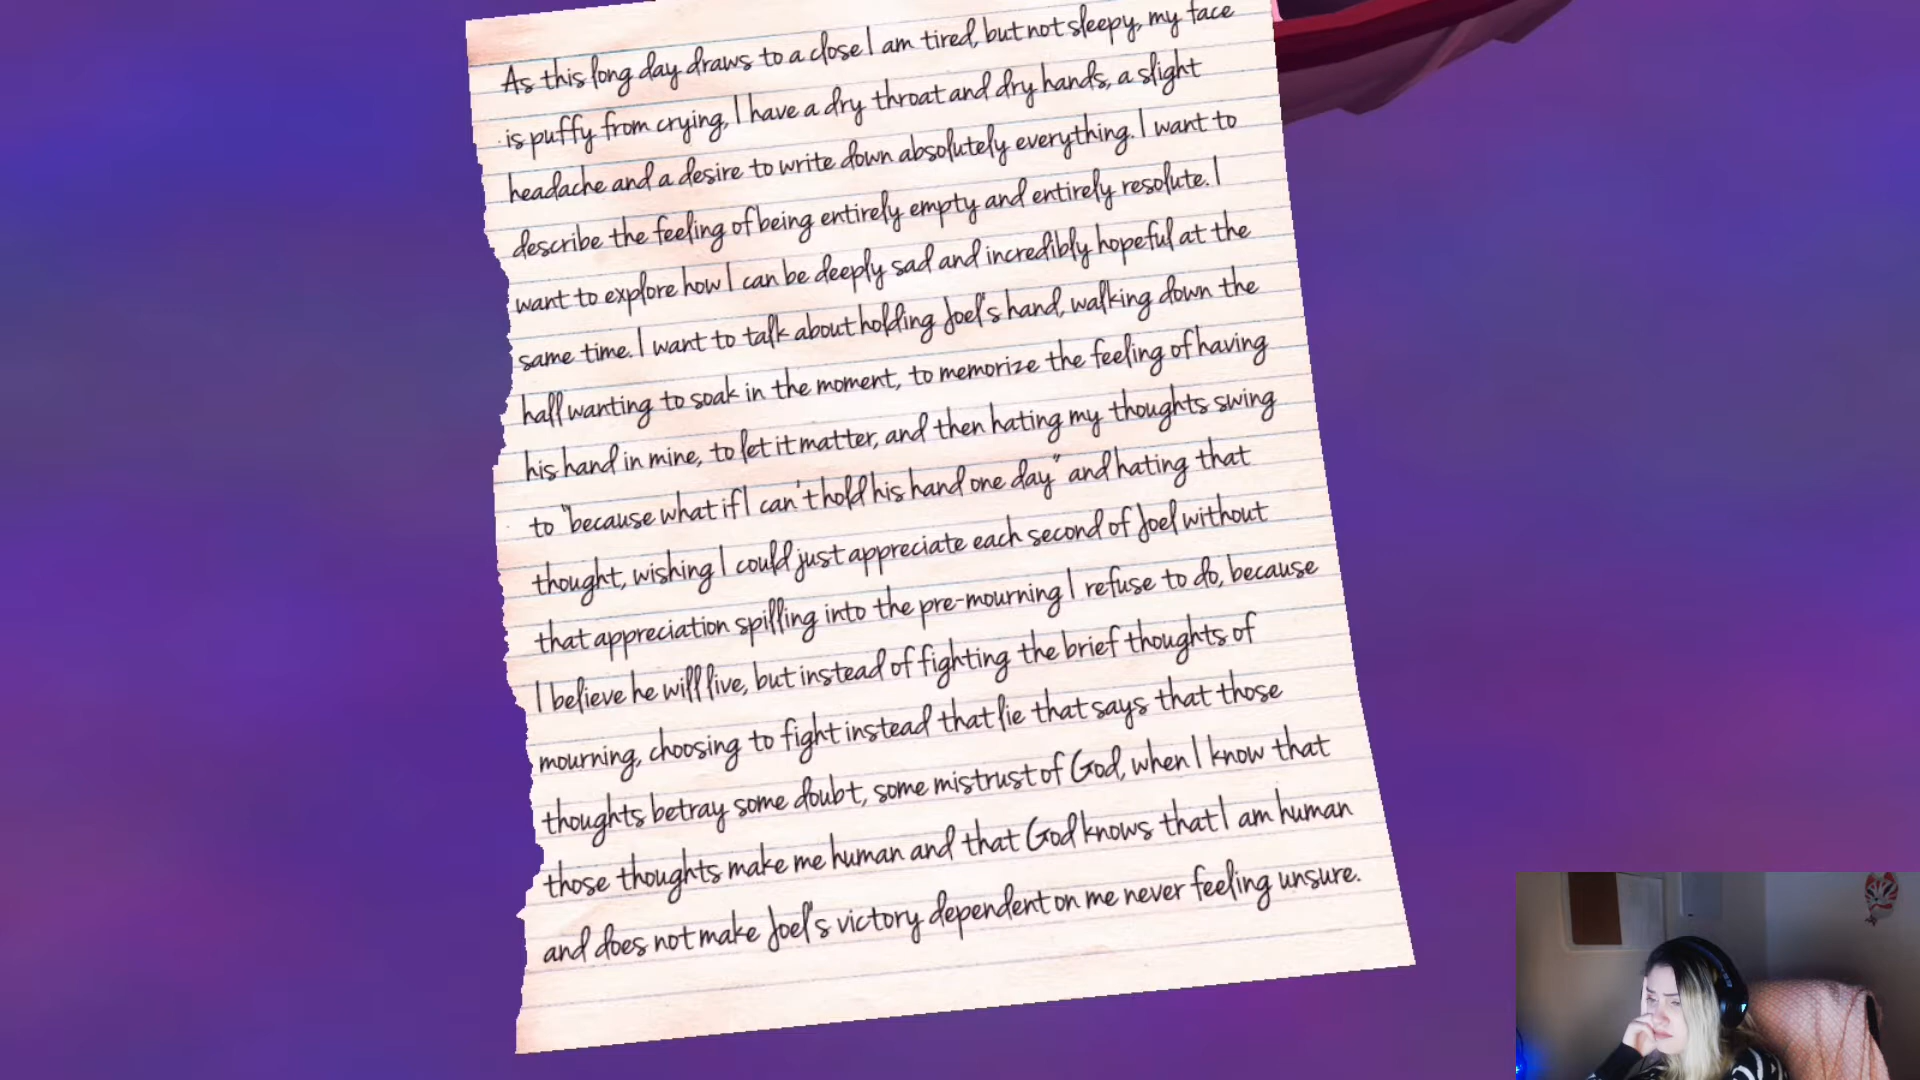 As this long day draws to a close I am tired, but not sleepy, my face
is puffy from crying, I have a dry throat and dry hands, a slight
headache and a desire to write down absolutely everything. I want to
describe the feeling of being entirely empty and entirely resolute. I
want to explore how I can be deeply sad and incredibly hopeful at the
same time. I want to talk about holding Joel's hand, walking down the
hall wanting to soak in the moment, to memorize the feeling of having
his hand in mine, to let it matter, and then hating my thoughts swing
to "because what if I can't hold his hand one day" and hating that
thought, wishing I could just appreciate each second of Joel without
that appreciation spilling into the pre-mourning I refuse to do, because
I believe he will live, but instead of fighting the brief thoughts of
mourning, choosing to fight instead that lie that says that those
thoughts betray some doubt, some mistrust of God, when I know that
those thoughts make me human and that God knows that I am human
and does not make Joel's victory dependent on me never feeling unsure.